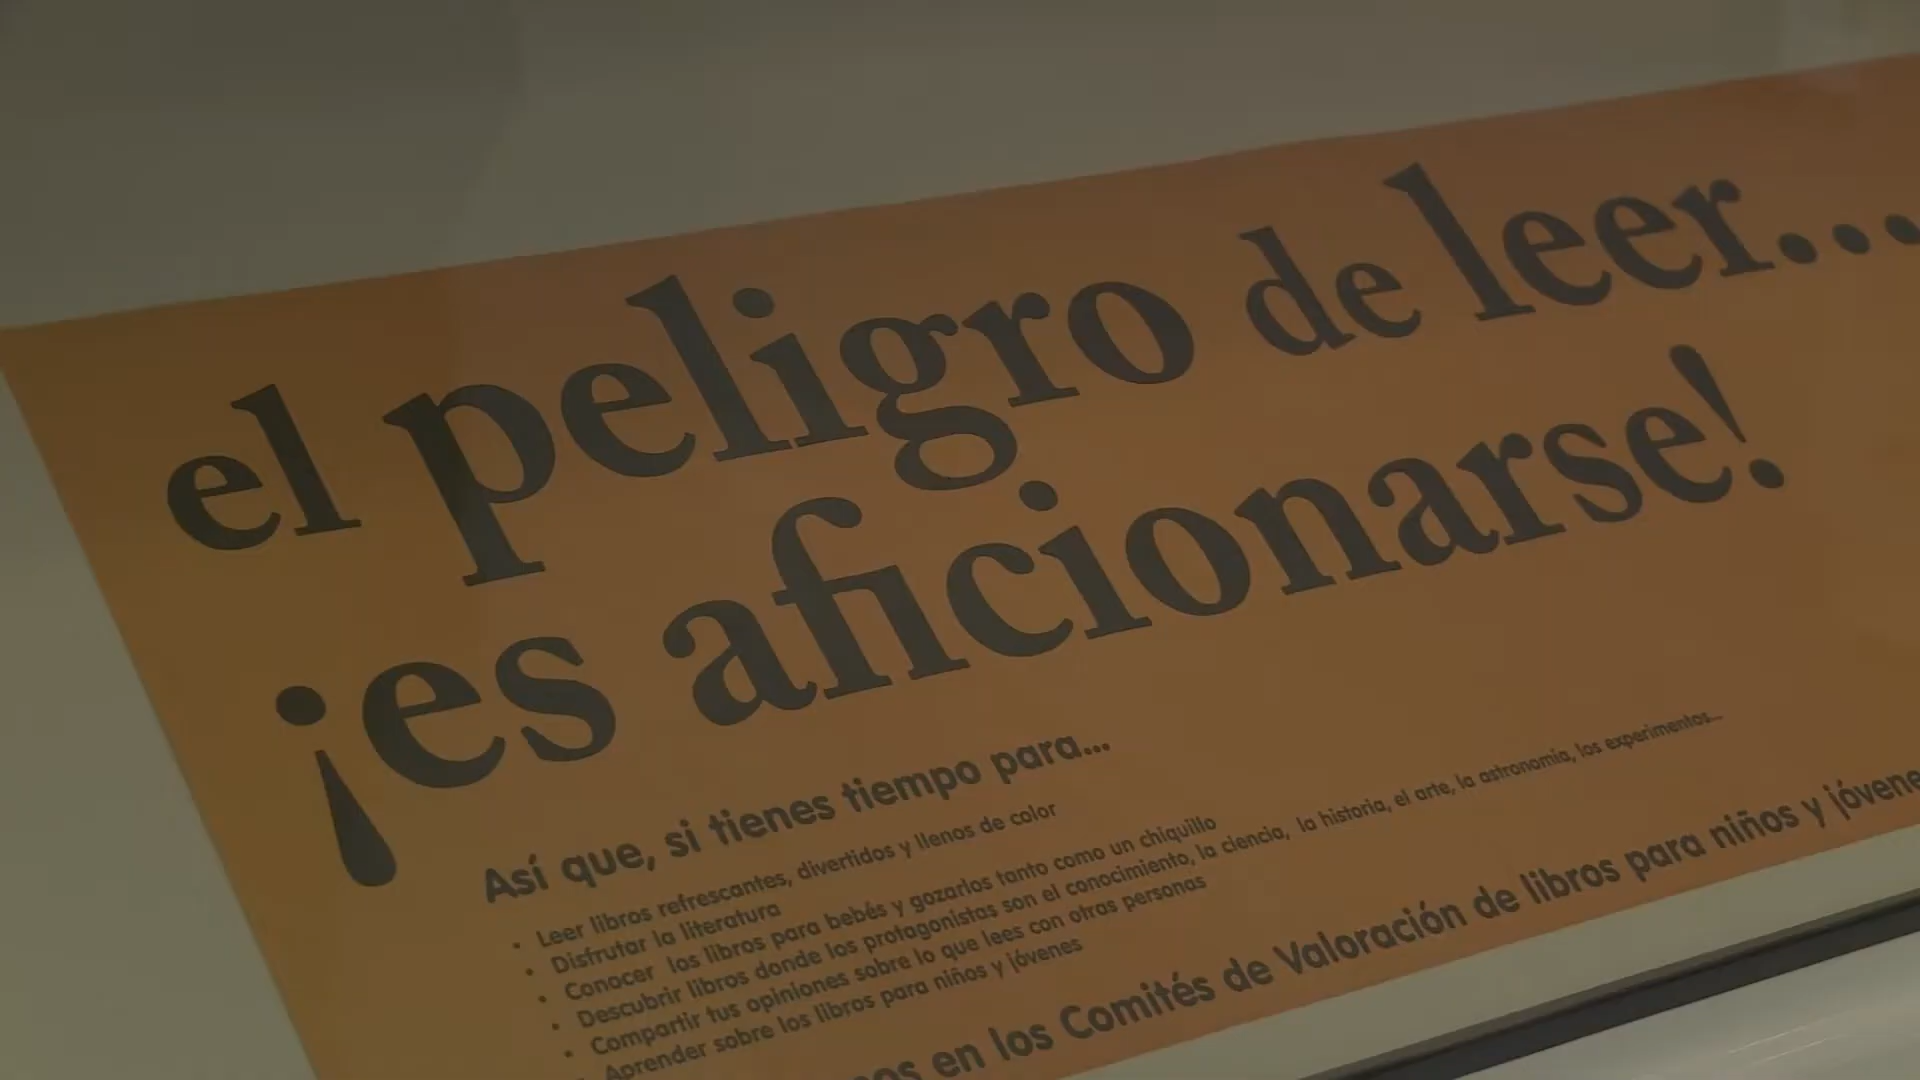 el peligro de leer...
¡es aficionarse!
Así que, si tienes tiempo para...
• Leer libros refrescantes, divertidos y llenos de color
• Disfrutar la literatura
• Conocer los libros para bebés y gozarlos tanto como un chiquillo
• Descubrir libros donde los protagonistas son el conocimiento, la ciencia, la historia, el arte, la astronomía, los experimentos...
• Compartir tus opiniones sobre lo que lees con otras personas
• Aprender sobre los libros para niños y jóvenes
en los Comités de Valoración de libros para niños y